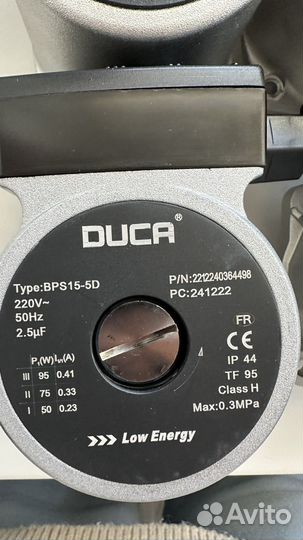 DUCA®
Type:BPS15-5D
220V~
50Hz
2.5µF
P/N:2212240364498
PC:241222
FR
CE
IP 44
TF 95
Class H
Max:0.3MPa
P₁(W) Iₙ(A)
III 95 0.41
II 75 0.33
I 50 0.23
>>> Low Energy
Avito